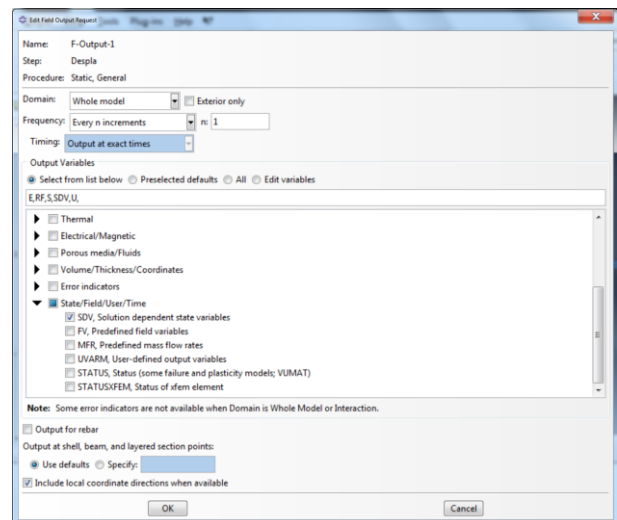 Edit Field Output Request Tools Plug-ins Help
Name: F-Output-1
Step: Despla
Procedure: Static, General
Domain: Whole model Exterior only
Frequency: Every n increments n: 1
Timing: Output at exact times
Output Variables
Select from list below Preselected defaults All Edit variables
E,RF,S,SDV,U,
Thermal
Electrical/Magnetic
Porous media/Fluids
Volume/Thickness/Coordinates
Error indicators
State/Field/User/Time
SDV, Solution dependent state variables
FV, Predefined field variables
MFR, Predefined mass flow rates
UVARM, User-defined output variables
STATUS, Status (some failure and plasticity models; VUMAT)
STATUSXFEM, Status of xfem element
Note: Some error indicators are not available when Domain is Whole Model or Interaction.
Output for rebar
Output at shell, beam, and layered section points:
Use defaults Specify:
Include local coordinate directions when available
OK Cancel